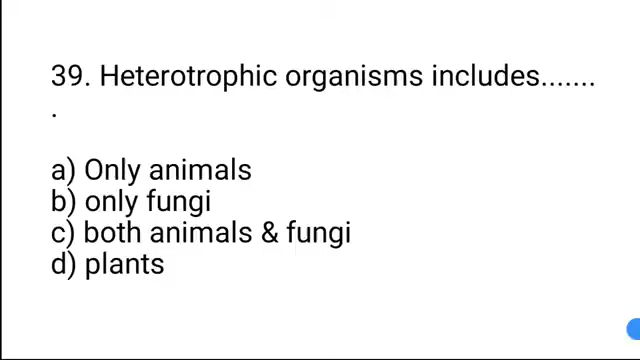 39. Heterotrophic organisms includes.......
.
a) Only animals
b) only fungi
c) both animals & fungi
d) plants